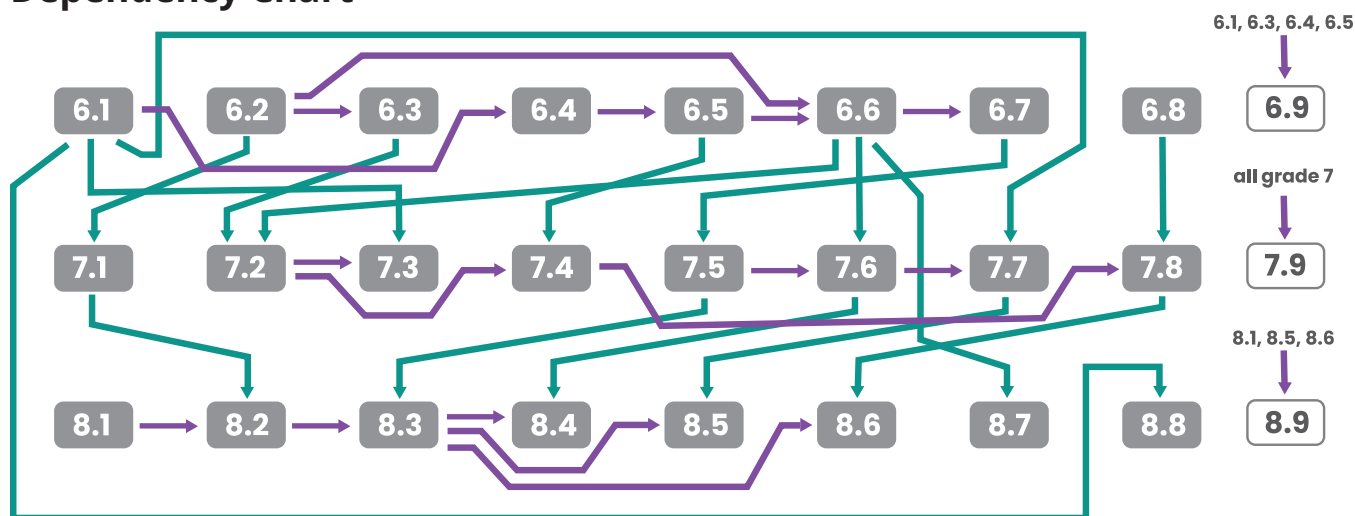 Dependency Chart
6.1, 6.3, 6.4, 6.5
6.1 6.2 6.3 6.4 6.5 6.6 6.7 6.8 6.9
all grade 7
7.1 7.2 7.3 7.4 7.5 7.6 7.7 7.8 7.9
8.1, 8.5, 8.6
8.1 8.2 8.3 8.4 8.5 8.6 8.7 8.8 8.9